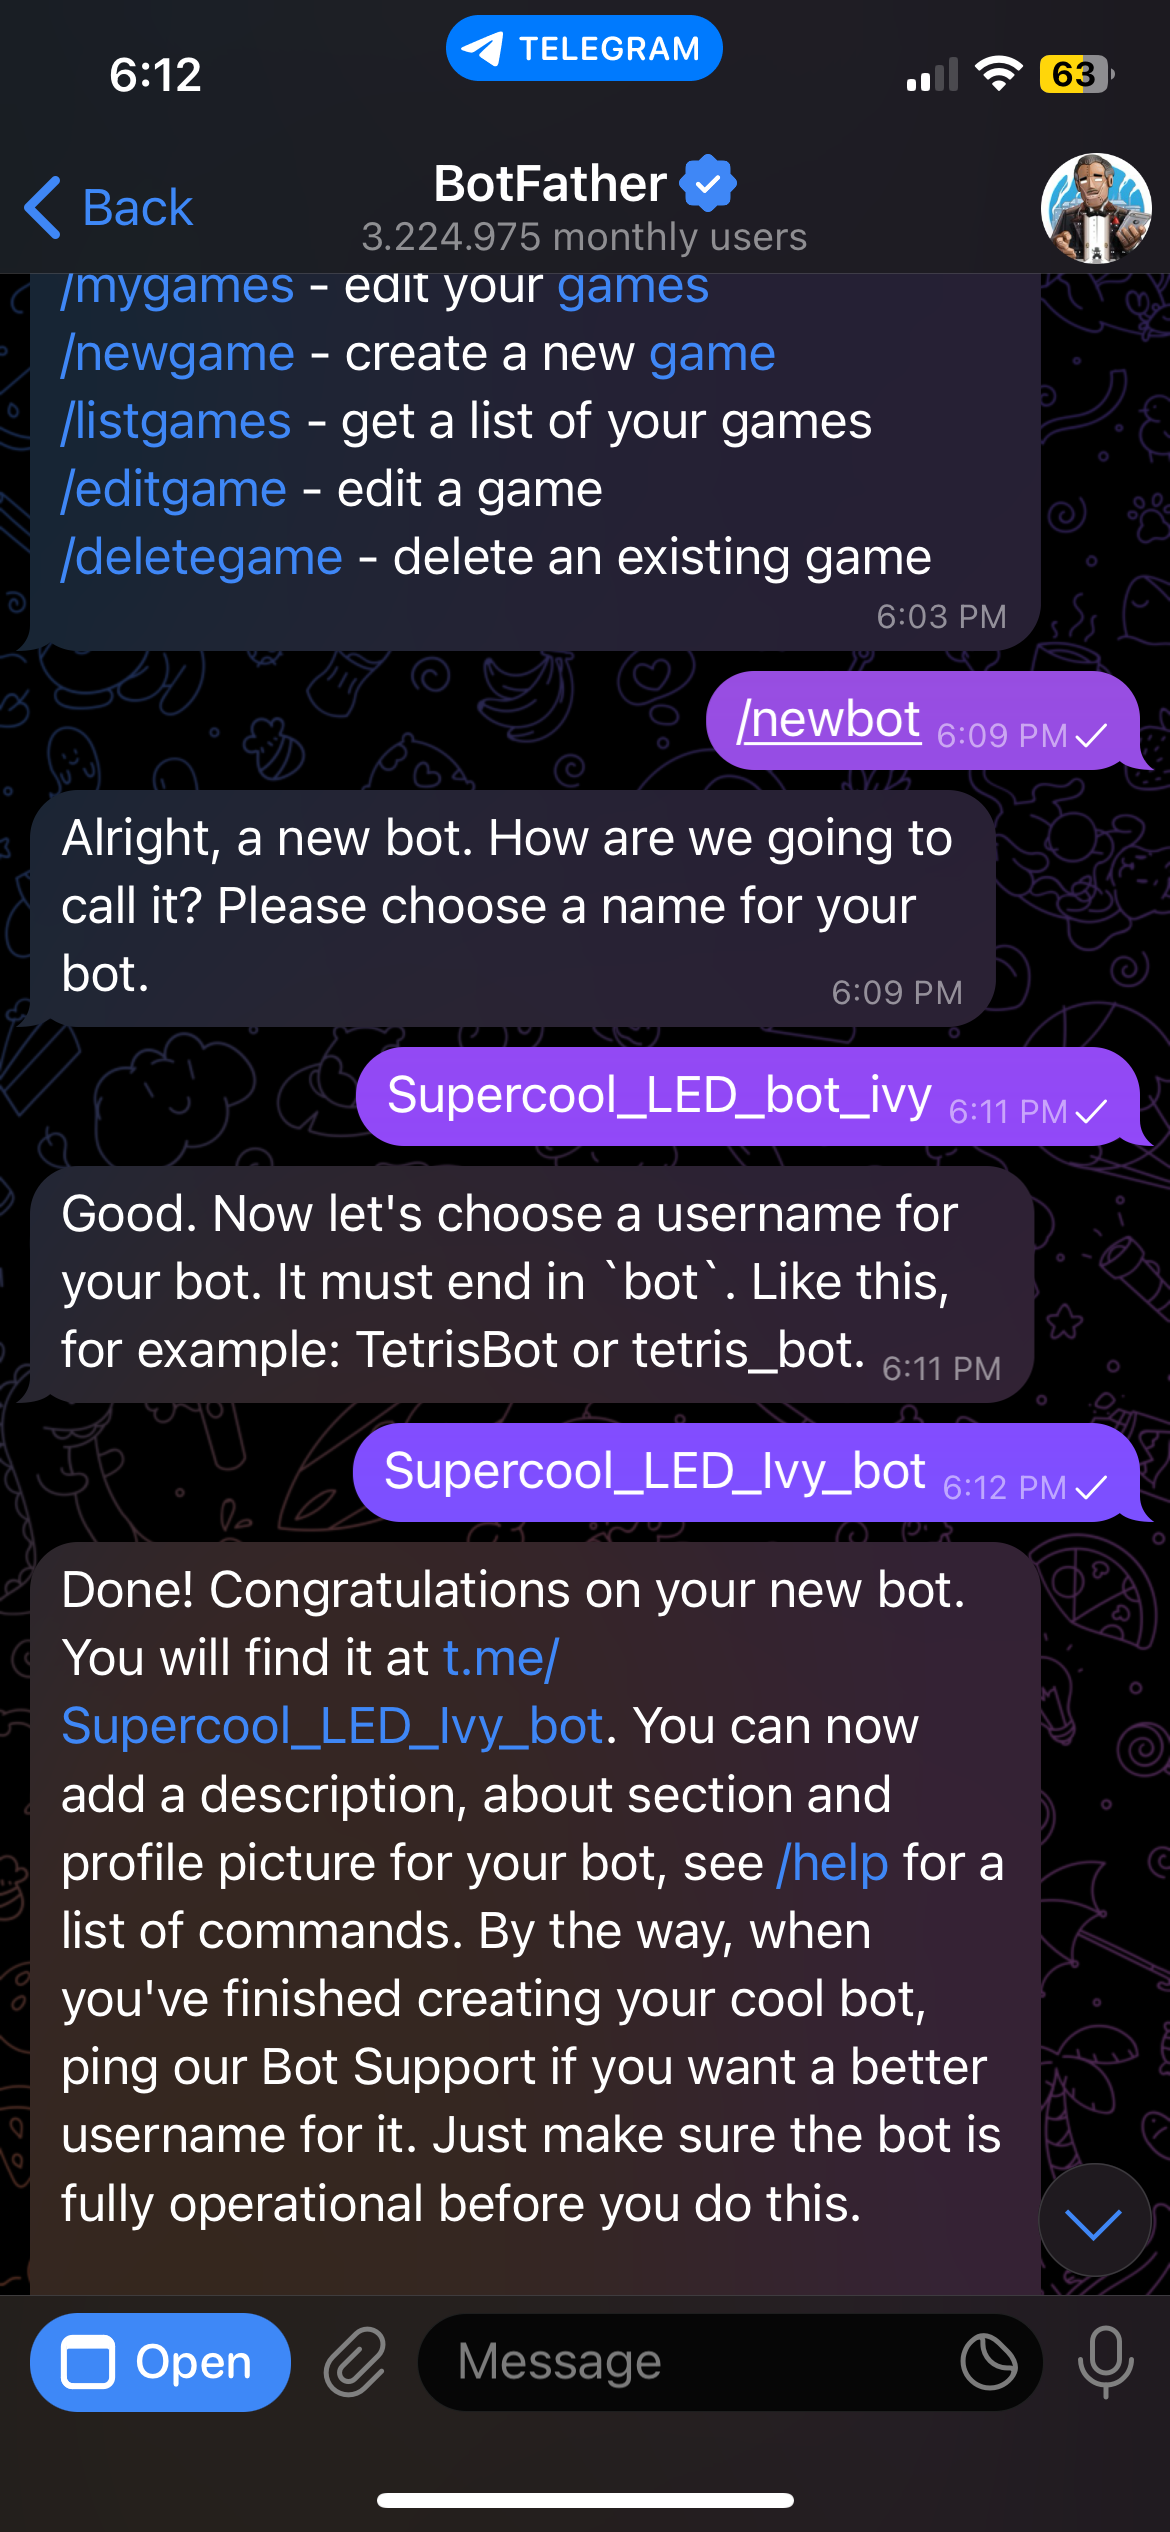 6:12
TELEGRAM
63
Back
BotFather
3.224.975 monthly users
/mygames - edit your games
/newgame - create a new game
/listgames - get a list of your games
/editgame - edit a game
/deletegame - delete an existing game
6:03 PM
/newbot 6:09 PM
Alright, a new bot. How are we going to
call it? Please choose a name for your
bot.
6:09 PM
Supercool_LED_bot_ivy 6:11 PM
Good. Now let's choose a username for
your bot. It must end in `bot`. Like this,
for example: TetrisBot or tetris_bot. 6:11 PM
Supercool_LED_Ivy_bot 6:12 PM
Done! Congratulations on your new bot.
You will find it at t.me/
Supercool_LED_Ivy_bot. You can now
add a description, about section and
profile picture for your bot, see /help for a
list of commands. By the way, when
you've finished creating your cool bot,
ping our Bot Support if you want a better
username for it. Just make sure the bot is
fully operational before you do this.
Open
Message